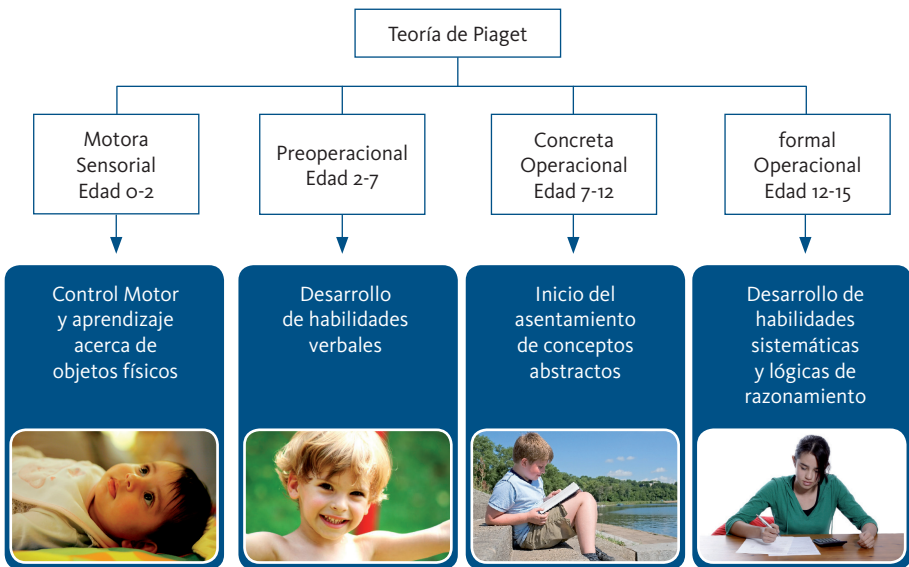 Teoría de Piaget
Motora
Sensorial
Edad 0-2
Preoperacional
Edad 2-7
Concreta
Operacional
Edad 7-12
formal
Operacional
Edad 12-15
Control Motor
y aprendizaje
acerca de
objetos físicos
Desarrollo
de habilidades
verbales
Inicio del
asentamiento
de conceptos
abstractos
Desarrollo de
habilidades
sistemáticas
y lógicas de
razonamiento